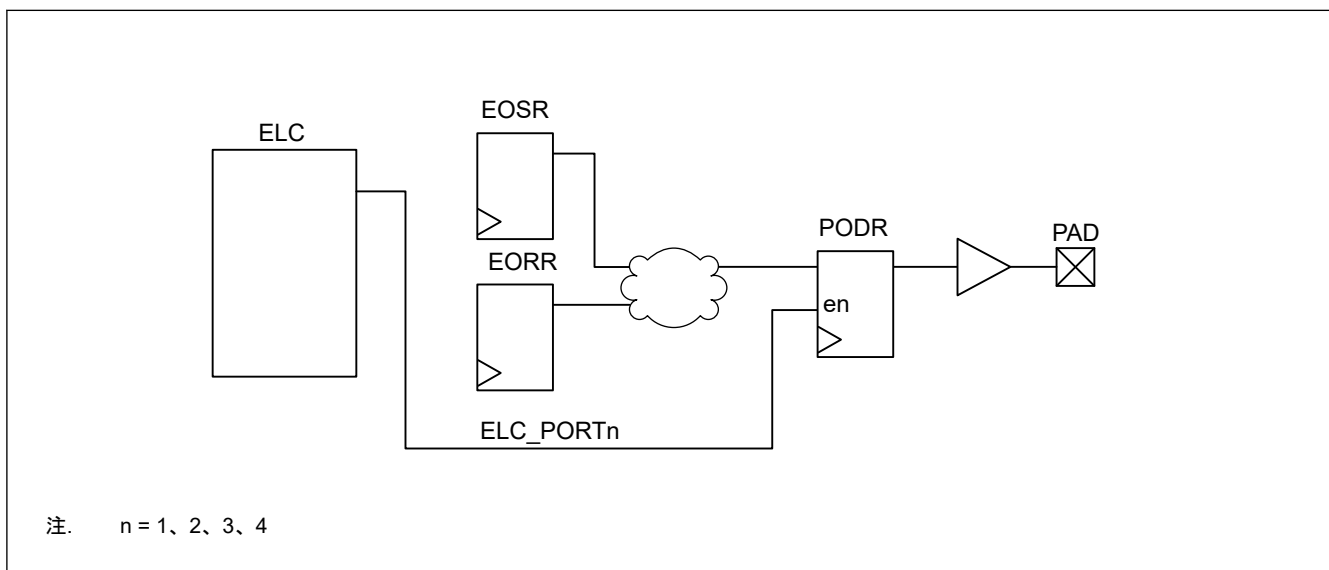 ELC
EOSR
EORR
PODR
en
PAD
ELC_PORTn
注. n = 1、2、3、4